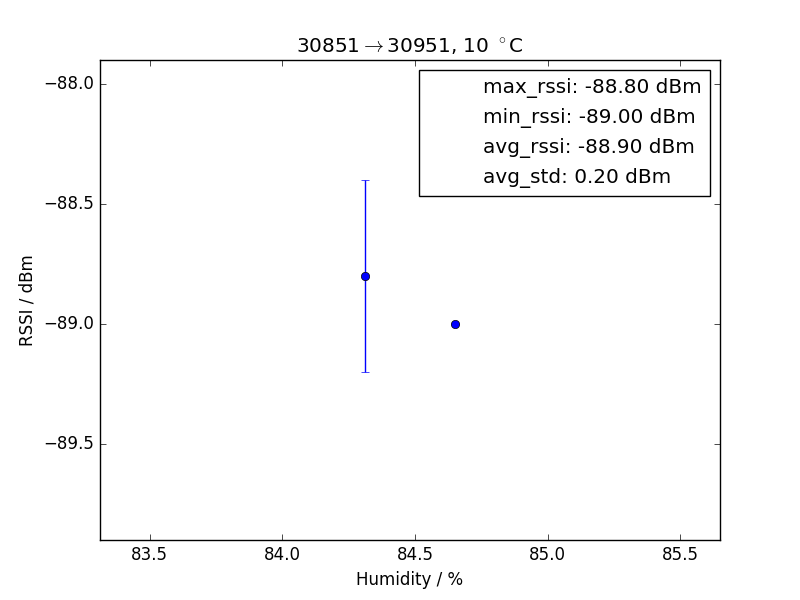 30851→30951, 10 °C
max_rssi: -88.80 dBm
min_rssi: -89.00 dBm
avg_rssi: -88.90 dBm
avg_std: 0.20 dBm
RSSI / dBm
−88.0
−88.5
−89.0
−89.5
83.5 84.0 84.5 85.0 85.5
Humidity / %